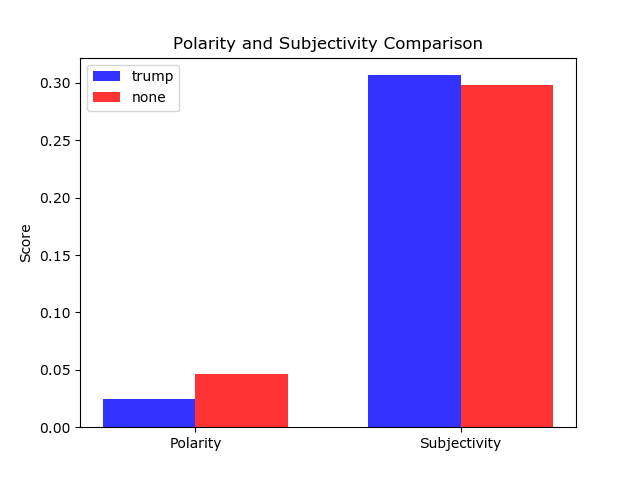 Polarity and Subjectivity Comparison
trump
none
Score
0.30
0.25
0.20
0.15
0.10
0.05
0.00
Polarity
Subjectivity